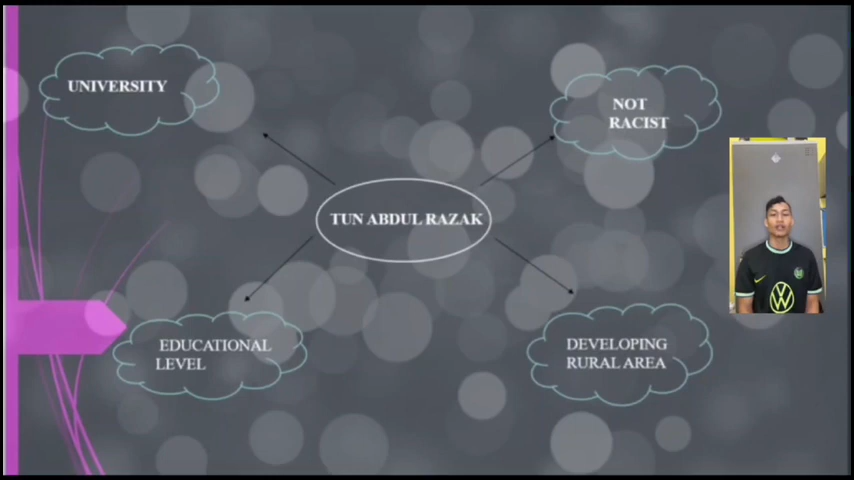 UNIVERSITY
NOT
RACIST
TUN ABDUL RAZAK
EDUCATIONAL
LEVEL
DEVELOPING
RURAL AREA